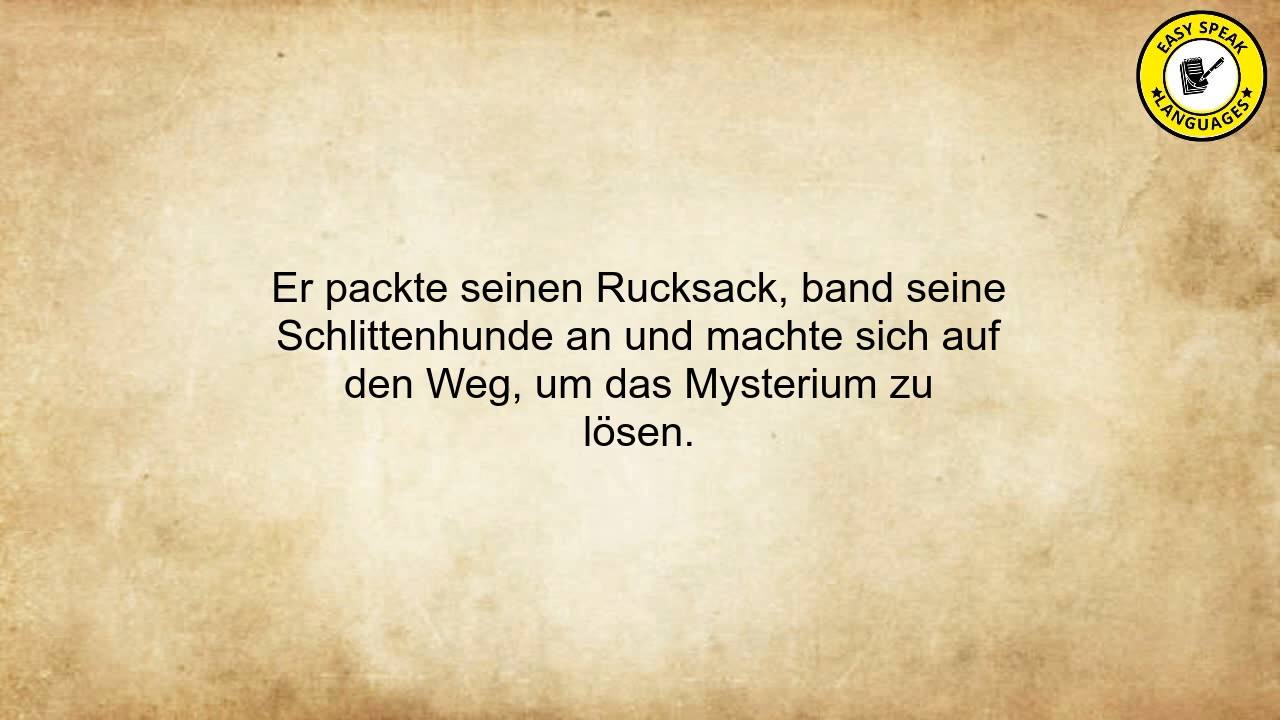 EASY SPEAK
LANGUAGES
Er packte seinen Rucksack, band seine
Schlittenhunde an und machte sich auf
den Weg, um das Mysterium zu
lösen.